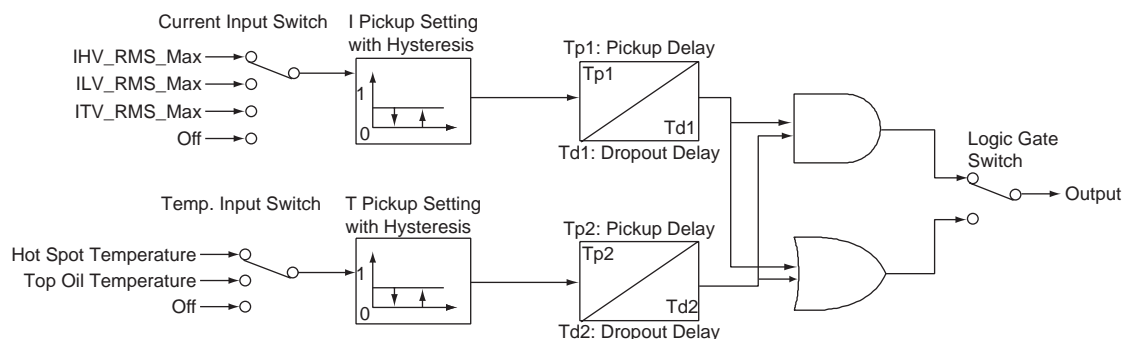 Current Input Switch
I Pickup Setting
with Hysteresis
IHV_RMS_Max
ILV_RMS_Max
ITV_RMS_Max
Off
1
0
Tp1: Pickup Delay
Tp1
Td1
Td1: Dropout Delay
Temp. Input Switch
T Pickup Setting
with Hysteresis
Hot Spot Temperature
Top Oil Temperature
Off
1
0
Tp2: Pickup Delay
Tp2
Td2
Td2: Dropout Delay
Logic Gate
Switch
Output